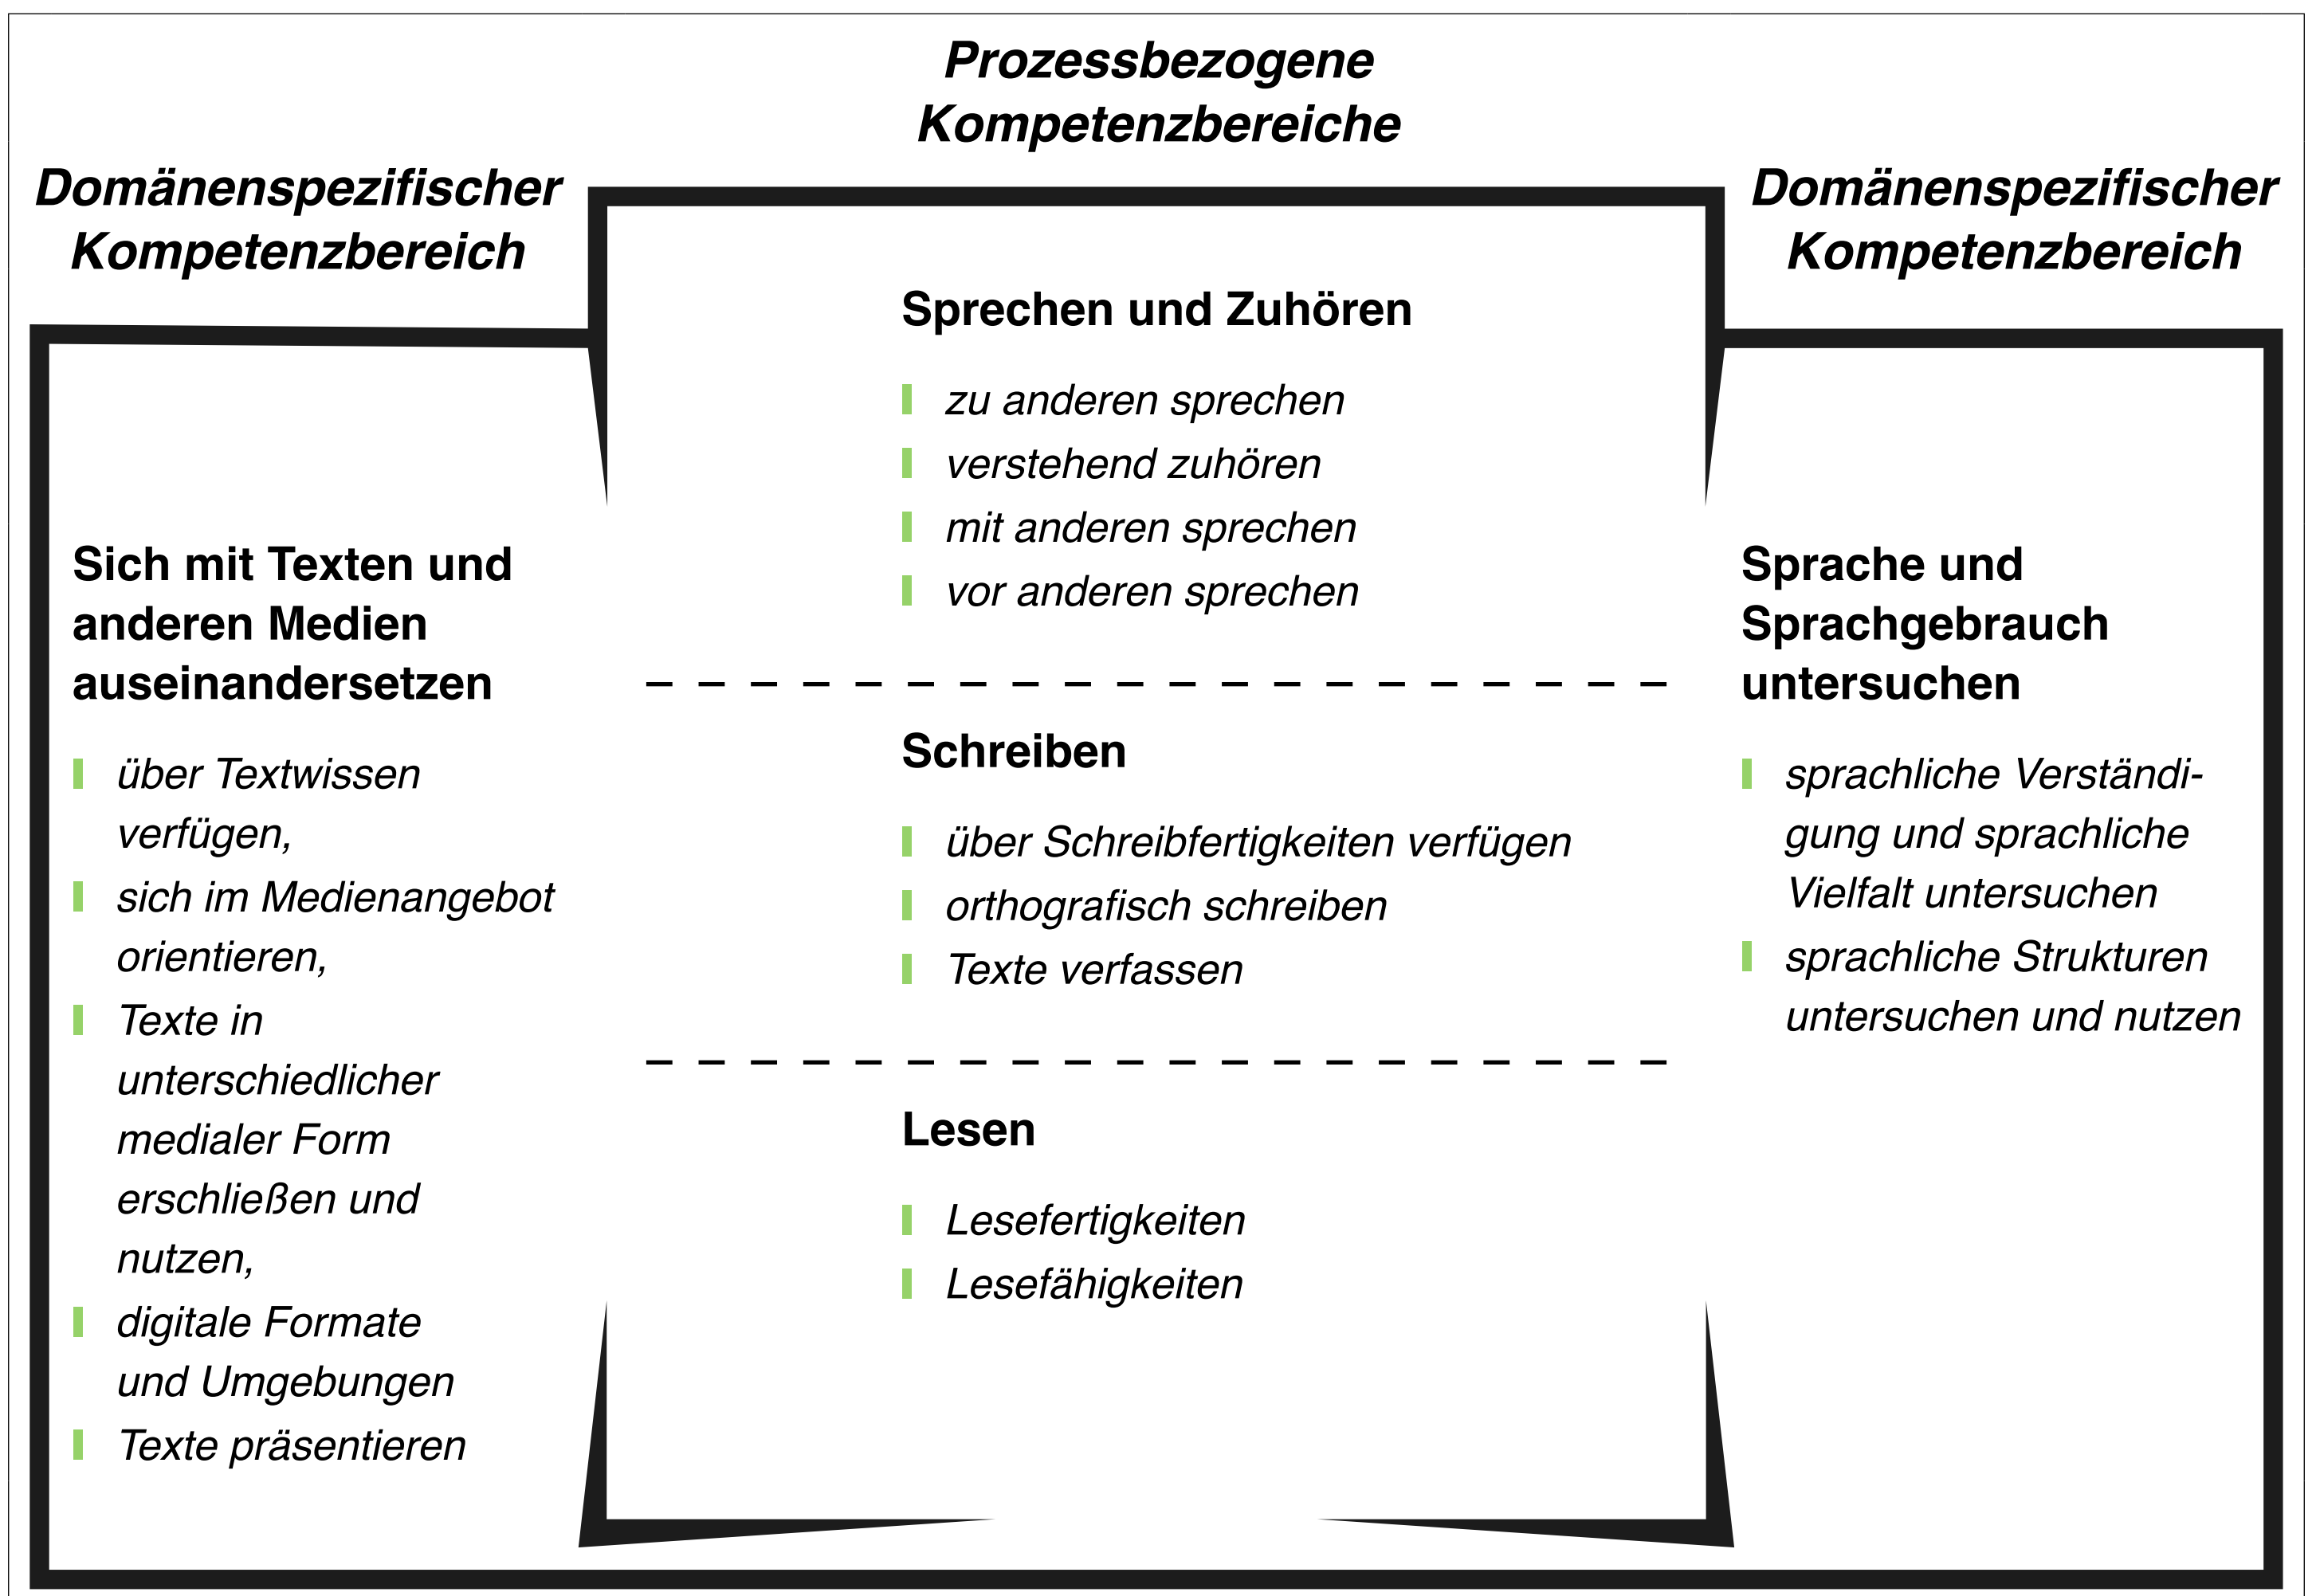 Prozessbezogene
Kompetenzbereiche
Domänenspezifischer
Kompetenzbereich
Sich mit Texten und
anderen Medien
auseinandersetzen
über Textwissen
verfügen,
sich im Medienangebot
orientieren,
Texte in
unterschiedlicher
medialer Form
erschließen und
nutzen,
digitale Formate
und Umgebungen
Texte präsentieren
Sprechen und Zuhören
zu anderen sprechen
verstehend zuhören
mit anderen sprechen
vor anderen sprechen
Schreiben
über Schreibfertigkeiten verfügen
orthografisch schreiben
Texte verfassen
Lesen
Lesefertigkeiten
Lesefähigkeiten
Domänenspezifischer
Kompetenzbereich
Sprache und
Sprachgebrauch
untersuchen
sprachliche Verständi-
gung und sprachliche
Vielfalt untersuchen
sprachliche Strukturen
untersuchen und nutzen